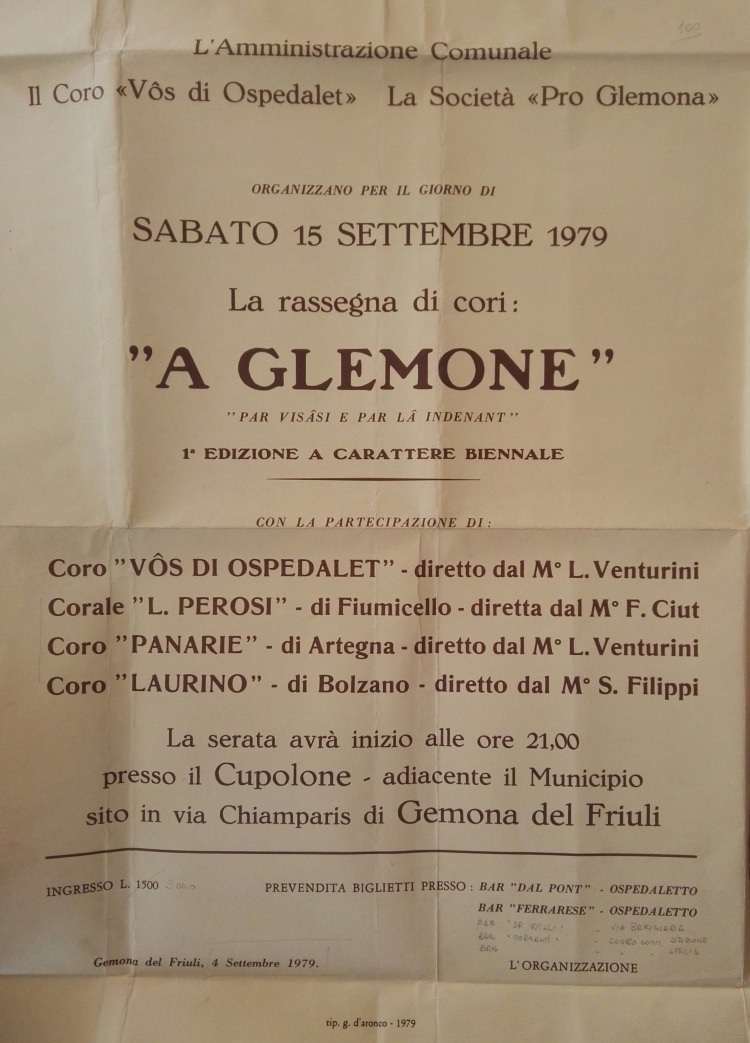 100
L'Amministrazione Comunale
Il Coro «Vôs di Ospedalet» La Società «Pro Glemona»
ORGANIZZANO PER IL GIORNO DI
SABATO 15 SETTEMBRE 1979
La rassegna di cori:
"A GLEMONE"
"PAR VISÂSI E PAR LÂ INDENANT"
1ª EDIZIONE A CARATTERE BIENNALE
CON LA PARTECIPAZIONE DI:
Coro "VÔS DI OSPEDALET" - diretto dal M° L. Venturini
Corale "L. PEROSI" - di Fiumicello - diretta dal M° F. Ciut
Coro "PANARIE" - di Artegna - diretto dal M° L. Venturini
Coro "LAURINO" - di Bolzano - diretto dal M° S. Filippi
La serata avrà inizio alle ore 21,00
presso il Cupolone - adiacente il Municipio
sito in via Chiamparis di Gemona del Friuli
INGRESSO L. 1500 PREVENDITA BIGLIETTI PRESSO: BAR "DAL PONT" - OSPEDALETTO
BAR "FERRARESE" - OSPEDALETTO
BAR - VIA
BAR -
BAR
Gemona del Friuli, 4 Settembre 1979.
L'ORGANIZZAZIONE
tip. g. d'aronco - 1979